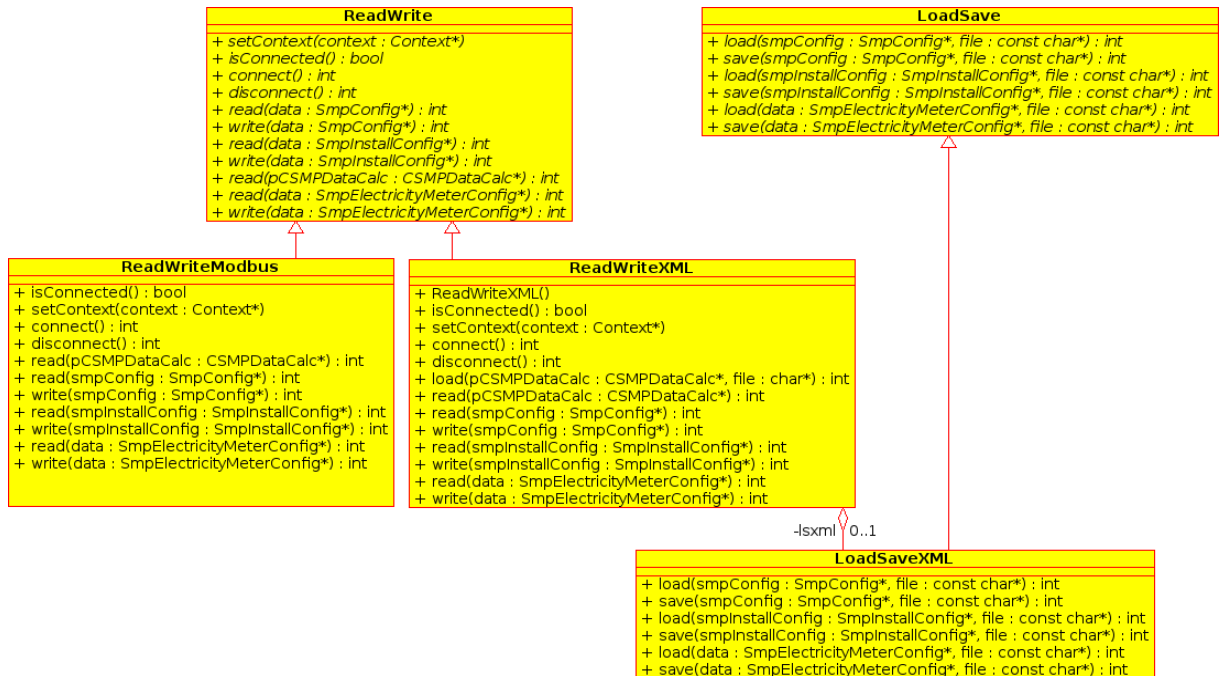 ReadWrite
+ setContext(context : Context*)
+ isConnected() : bool
+ connect() : int
+ disconnect() : int
+ read(data : SmpConfig*) : int
+ write(data : SmpConfig*) : int
+ read(data : SmpInstallConfig*) : int
+ write(data : SmpInstallConfig*) : int
+ read(pCSMPDataCalc : CSMPDataCalc*) : int
+ read(data : SmpElectricityMeterConfig*) : int
+ write(data : SmpElectricityMeterConfig*) : int
LoadSave
+ load(smpConfig : SmpConfig*, file : const char*) : int
+ save(smpConfig : SmpConfig*, file : const char*) : int
+ load(smpInstallConfig : SmpInstallConfig*, file : const char*) : int
+ save(smpInstallConfig : SmpInstallConfig*, file : const char*) : int
+ load(data : SmpElectricityMeterConfig*, file : const char*) : int
+ save(data : SmpElectricityMeterConfig*, file : const char*) : int
ReadWriteModbus
+ isConnected() : bool
+ setContext(context : Context*)
+ connect() : int
+ disconnect() : int
+ read(pCSMPDataCalc : CSMPDataCalc*) : int
+ read(smpConfig : SmpConfig*) : int
+ write(smpConfig : SmpConfig*) : int
+ read(smpInstallConfig : SmpInstallConfig*) : int
+ write(smpInstallConfig : SmpInstallConfig*) : int
+ read(data : SmpElectricityMeterConfig*) : int
+ write(data : SmpElectricityMeterConfig*) : int
ReadWriteXML
+ ReadWriteXML()
+ isConnected() : bool
+ setContext(context : Context*)
+ connect() : int
+ disconnect() : int
+ load(pCSMPDataCalc : CSMPDataCalc*, file : char*) : int
+ read(pCSMPDataCalc : CSMPDataCalc*) : int
+ read(smpConfig : SmpConfig*) : int
+ write(smpConfig : SmpConfig*) : int
+ read(smpInstallConfig : SmpInstallConfig*) : int
+ write(smpInstallConfig : SmpInstallConfig*) : int
+ read(data : SmpElectricityMeterConfig*) : int
+ write(data : SmpElectricityMeterConfig*) : int
-lsxml 0..1
LoadSaveXML
+ load(smpConfig : SmpConfig*, file : const char*) : int
+ save(smpConfig : SmpConfig*, file : const char*) : int
+ load(smpInstallConfig : SmpInstallConfig*, file : const char*) : int
+ save(smpInstallConfig : SmpInstallConfig*, file : const char*) : int
+ load(data : SmpElectricityMeterConfig*, file : const char*) : int
+ save(data : SmpElectricityMeterConfig*, file : const char*) : int